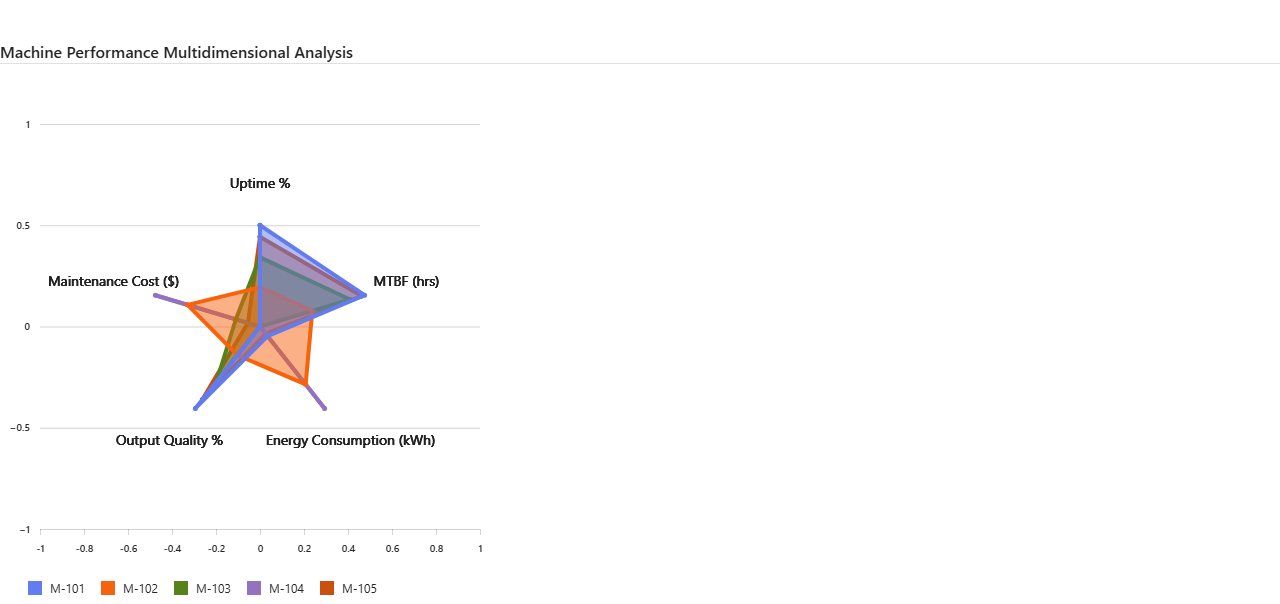 Machine Performance Multidimensional Analysis
1
Uptime %
0.5
Maintenance Cost ($)
MTBF (hrs)
0
−0.5
Output Quality %
Energy Consumption (kWh)
−1
-1 -0.8 -0.6 -0.4 -0.2 0 0.2 0.4 0.6 0.8 1
M-101 M-102 M-103 M-104 M-105